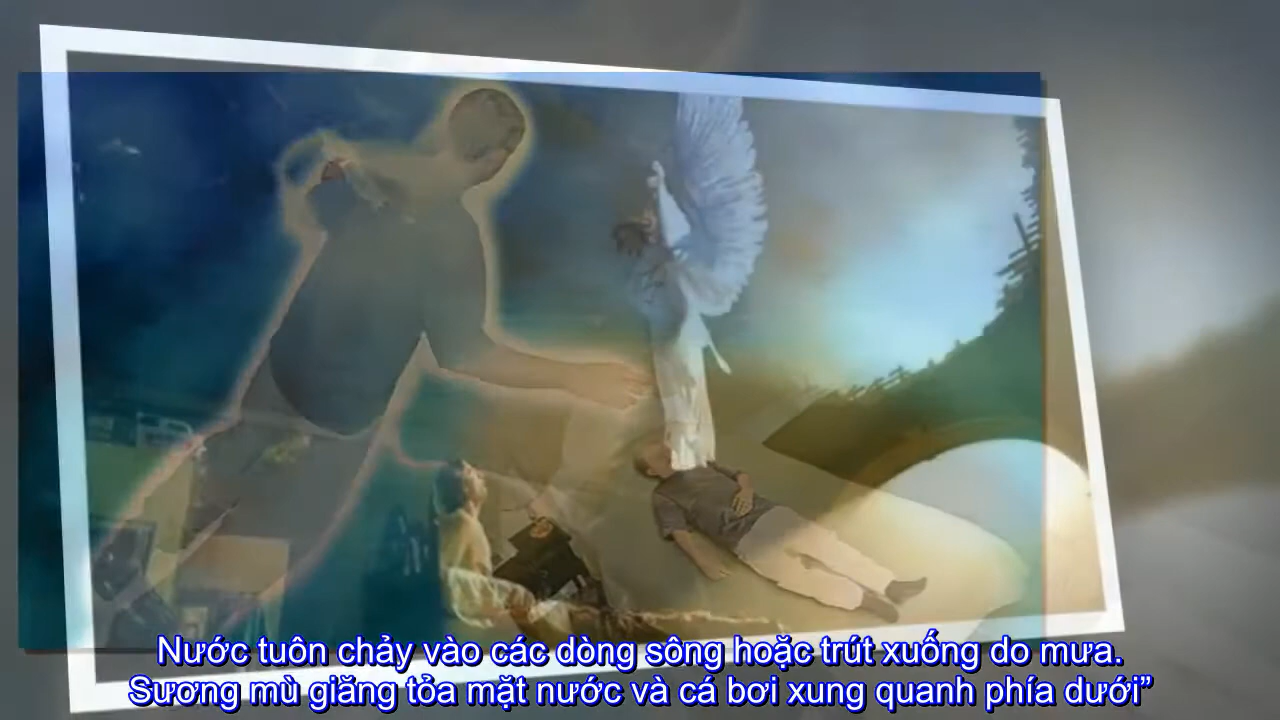 Nước tuôn chảy vào các dòng sông hoặc trút xuống do mưa.
Sương mù giăng tỏa mặt nước và cá bơi xung quanh phía dưới”